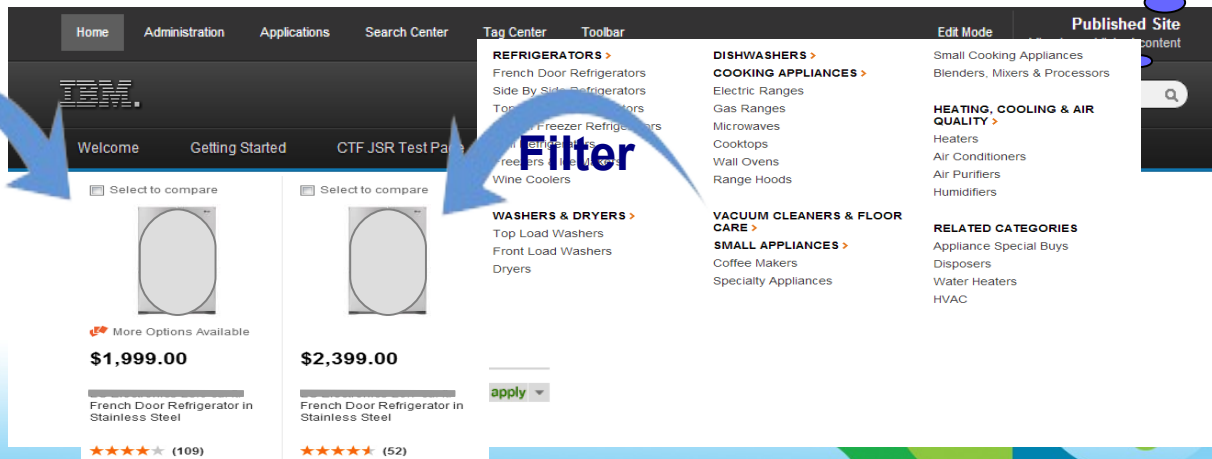 Home Administration Applications Search Center Tag Center Toolbar Edit Mode Published Site
content
IBM.
Welcome Getting Started CTF JSR Test
REFRIGERATORS >
French Door Refrigerators
Side By Side Refrigerators
Freezer Refrigerators
Wine Coolers
WASHERS & DRYERS >
Top Load Washers
Front Load Washers
Dryers
Filter
DISHWASHERS >
COOKING APPLIANCES >
Electric Ranges
Gas Ranges
Microwaves
Cooktops
Wall Ovens
Range Hoods
VACUUM CLEANERS & FLOOR
CARE >
SMALL APPLIANCES >
Coffee Makers
Specialty Appliances
Small Cooking Appliances
Blenders, Mixers & Processors
HEATING, COOLING & AIR
QUALITY >
Heaters
Air Conditioners
Air Purifiers
Humidifiers
RELATED CATEGORIES
Appliance Special Buys
Disposers
Water Heaters
HVAC
Select to compare
More Options Available
$1,999.00
French Door Refrigerator in
Stainless Steel
(109)
Select to compare
$2,399.00
French Door Refrigerator in
Stainless Steel
(52)
apply